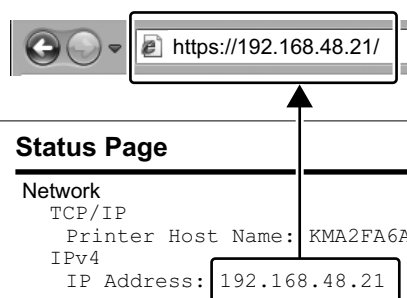 https://192.168.48.21/
Status Page
Network
TCP/IP
Printer Host Name: KMA2FA6A
IPv4
IP Address: 192.168.48.21